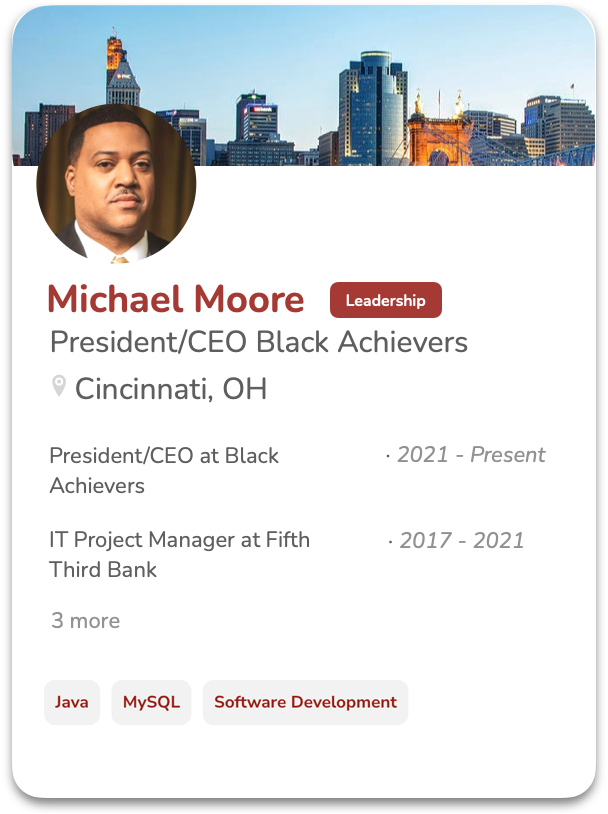 Michael Moore
Leadership
President/CEO Black Achievers
Cincinnati, OH
President/CEO at Black
Achievers
· 2021 - Present
IT Project Manager at Fifth
Third Bank
· 2017 - 2021
3 more
Java
MySQL
Software Development